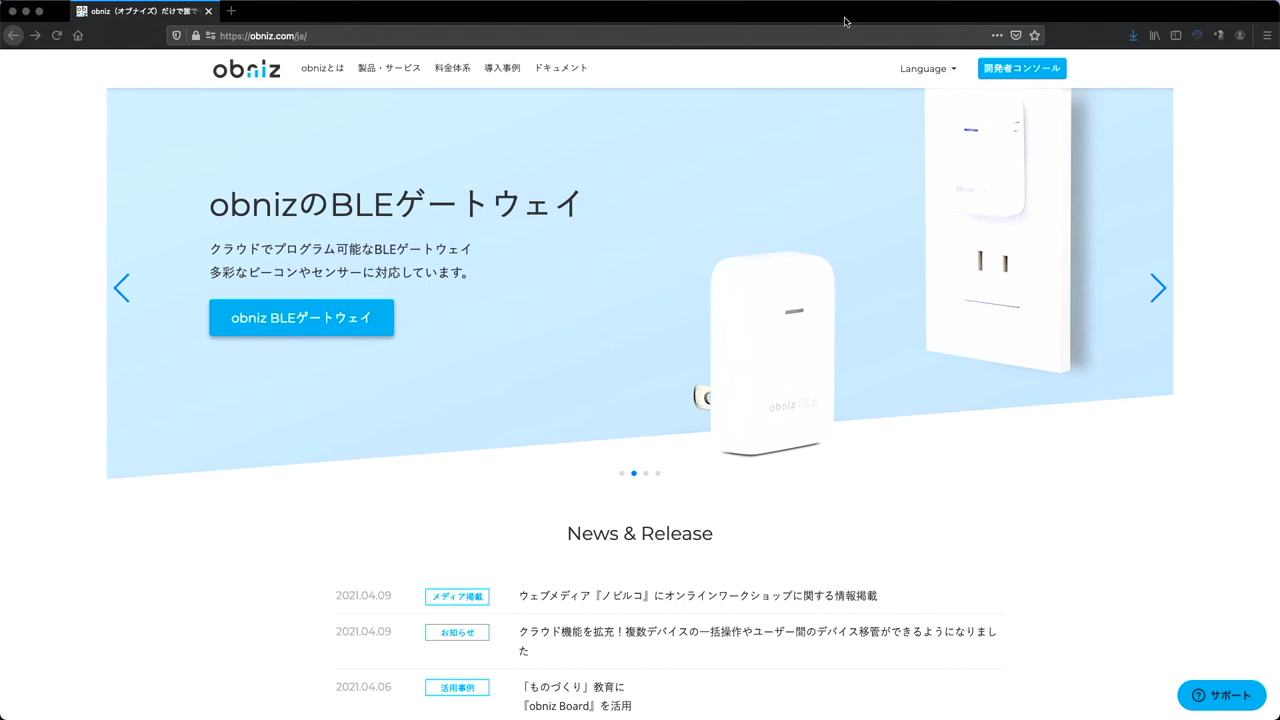 obniz（オブナイズ）だけで誰で
https://obniz.com/ja/
obniz
obnizとは
製品・サービス
料金体系
導入事例
ドキュメント
Language
開発者コンソール
obnizのBLEゲートウェイ
クラウドでプログラム可能なBLEゲートウェイ
多彩なビーコンやセンサーに対応しています。
obniz BLEゲートウェイ
obniz BLE
News & Release
2021.04.09
メディア掲載
ウェブメディア『ノビルコ』にオンラインワークショップに関する情報掲載
2021.04.09
お知らせ
クラウド機能を拡充！複数デバイスの一括操作やユーザー間のデバイス移管ができるようになりまし
た
2021.04.06
活用事例
「ものづくり」教育に
『obniz Board』を活用
サポート